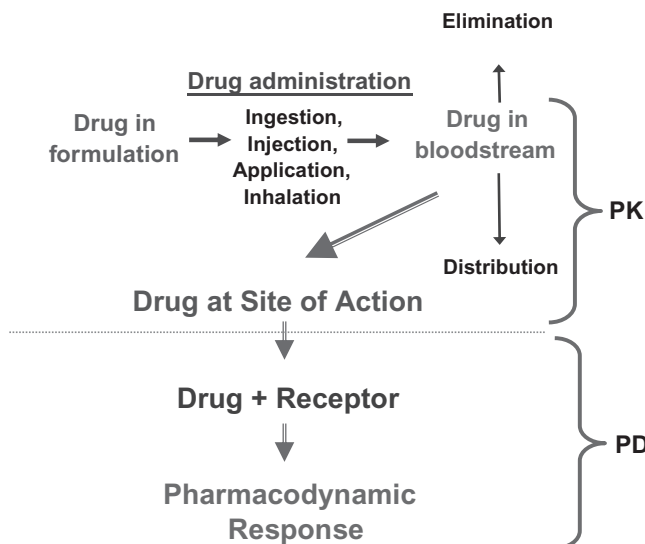 Elimination
Drug administration
Drug in
formulation
Ingestion,
Injection,
Application,
Inhalation
Drug in
bloodstream
PK
Distribution
Drug at Site of Action
Drug + Receptor
PD
Pharmacodynamic
Response